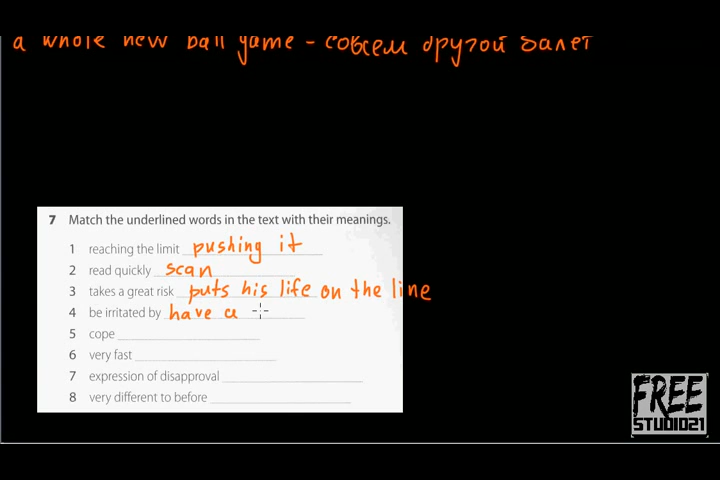 a whole new ball game - совсем другой балет
7 Match the underlined words in the text with their meanings.
1 reaching the limit pushing it
2 read quickly scan
3 takes a great risk puts his life on the line
4 be irritated by have a
5 cope
6 very fast
7 expression of disapproval
8 very different to before
FREE
STUDIO21